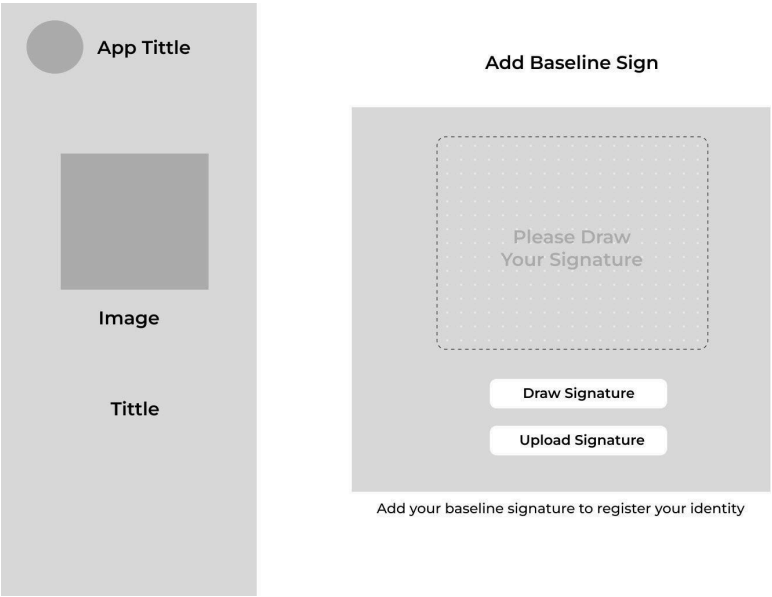 App Tittle
Image
Tittle
Add Baseline Sign
Please Draw
Your Signature
Draw Signature
Upload Signature
Add your baseline signature to register your identity